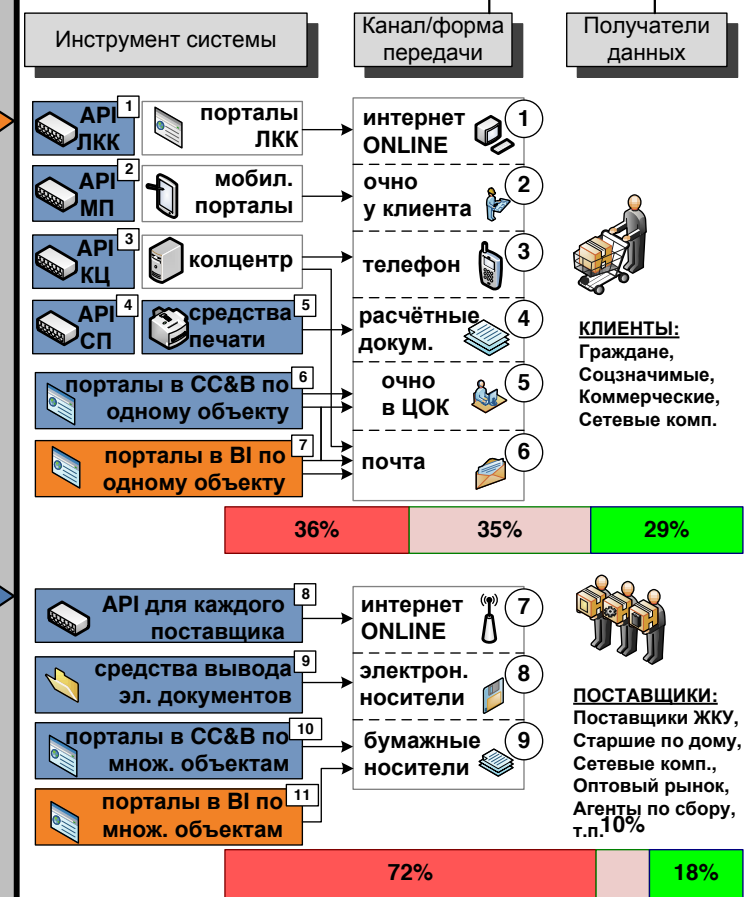 Инструмент системы
Канал/форма
передачи
Получатели
данных
API
ЛКК
1
порталы
ЛКК
интернет
ONLINE
1
API
МП
2
мобил.
порталы
очно
у клиента
2
API
КЦ
3
колцентр
телефон
3
API
СП
4
средства
печати
5
расчётные
докум.
4
порталы в CC&B по
одному объекту
6
очно
в ЦОК
5
порталы в BI по
одному объекту
7
почта
6
КЛИЕНТЫ:
Граждане,
Соцзначимые,
Коммерческие,
Сетевые комп.
36%
35%
29%
API для каждого
поставщика
8
интернет
ONLINE
7
средства вывода
эл. документов
9
электрон.
носители
8
порталы в CC&B по
множ. объектам
10
бумажные
носители
9
порталы в BI по
множ. объектам
11
ПОСТАВЩИКИ:
Поставщики ЖКУ,
Старшие по дому,
Сетевые комп.,
Оптовый рынок,
Агенты по сбору,
т.п.
10%
72%
18%